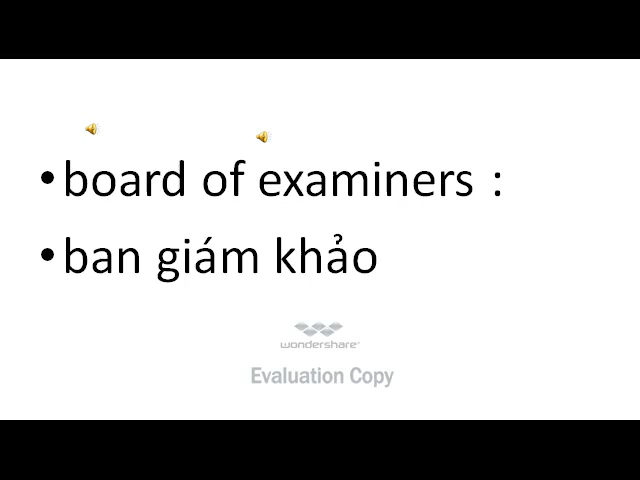 •board of examiners :
•ban giám khảo
wondershare
Evaluation Copy